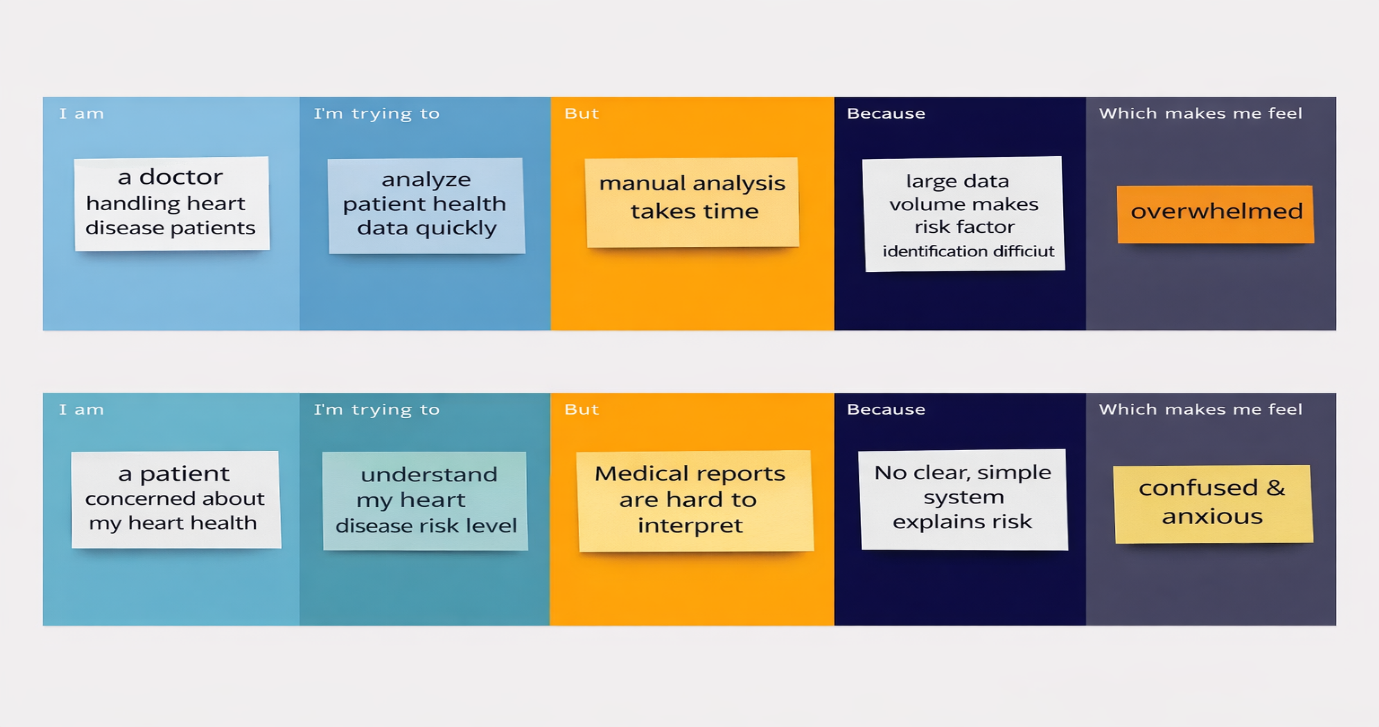 I am
a doctor
handling heart
disease patients
I'm trying to
analyze
patient health
data quickly
But
manual analysis
takes time
Because
large data
volume makes
risk factor
identification difficiut
Which makes me feel
overwhelmed
I am
a patient
concerned about
my heart health
I'm trying to
understand
my heart
disease risk level
But
Medical reports
are hard to
interpret
Because
No clear, simple
system
explains risk
Which makes me feel
confused &
anxious